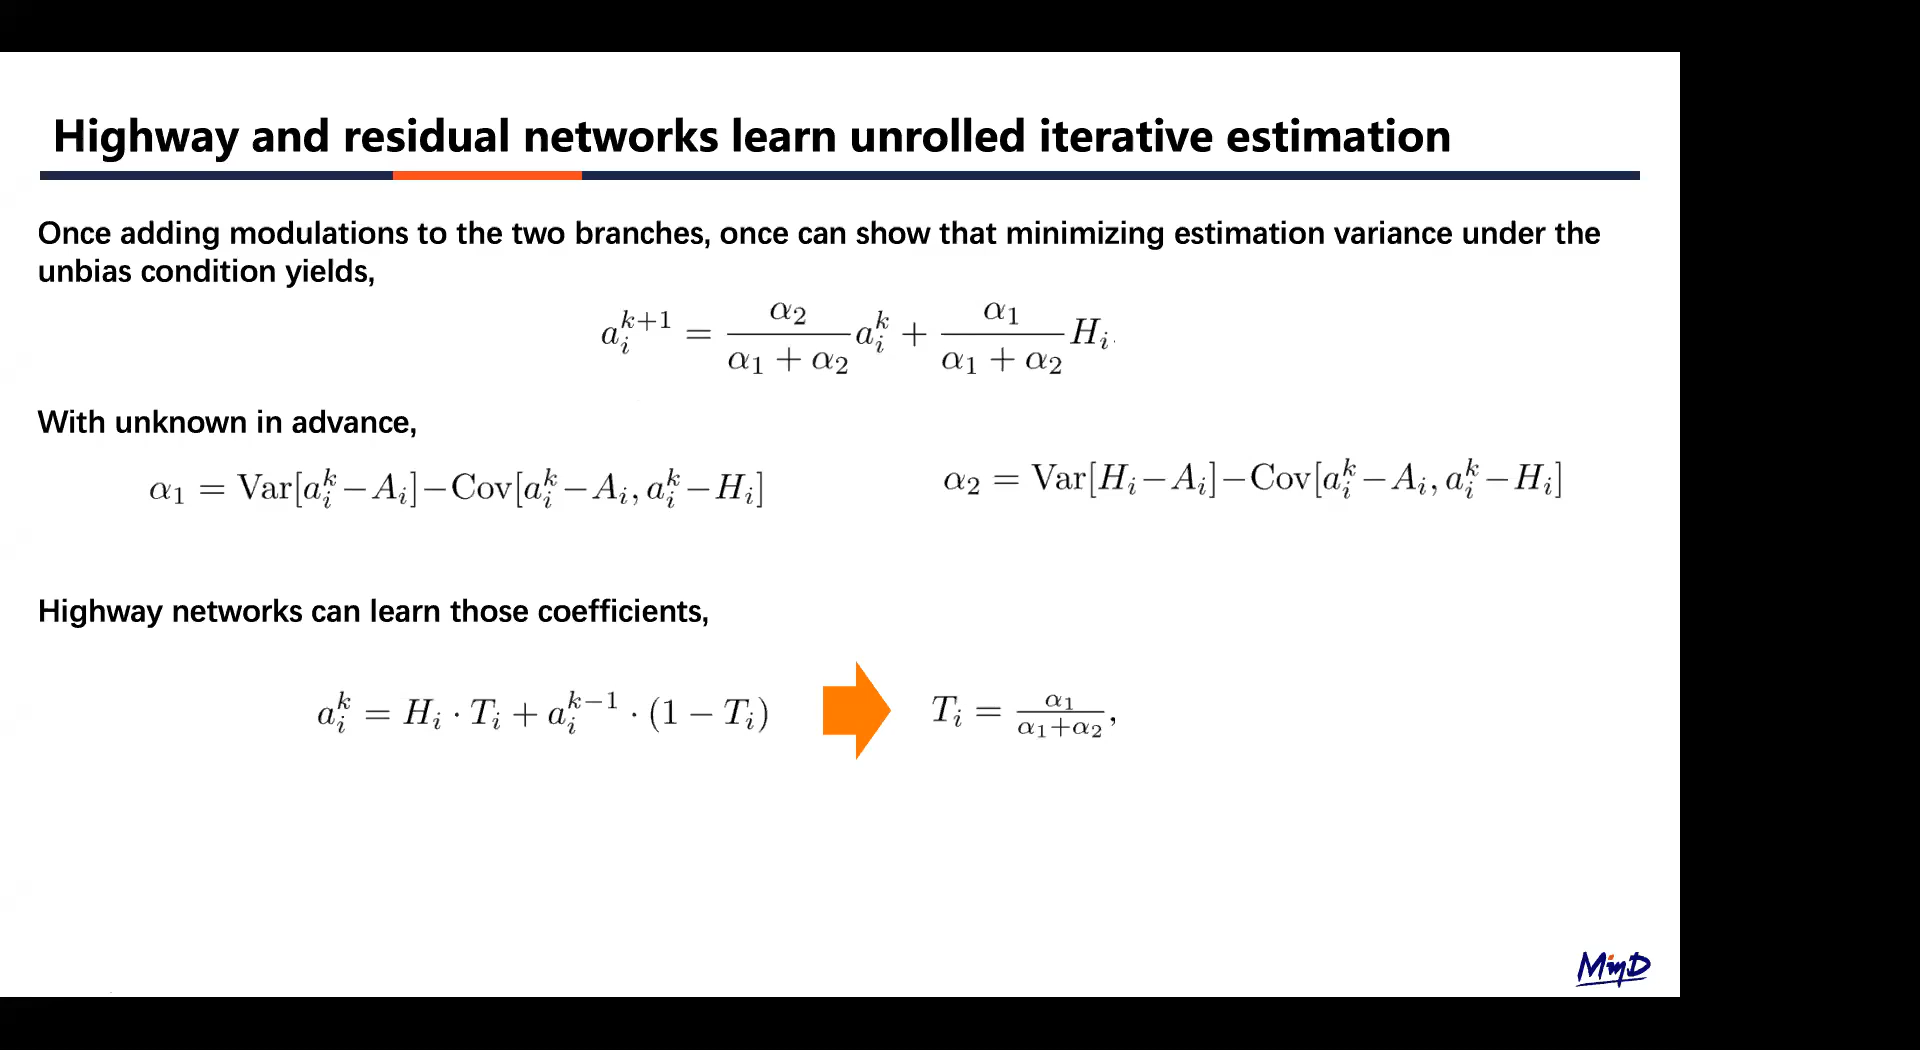 Highway and residual networks learn unrolled iterative estimation
Once adding modulations to the two branches, once can show that minimizing estimation variance under the
unbias condition yields,
$a_i^{k+1} = \frac{\alpha_2}{\alpha_1 + \alpha_2} a_i^k + \frac{\alpha_1}{\alpha_1 + \alpha_2} H_i.$
With unknown in advance,
$\alpha_1 = \mathrm{Var}[a_i^k - A_i] - \mathrm{Cov}[a_i^k - A_i, a_i^k - H_i]$
$\alpha_2 = \mathrm{Var}[H_i - A_i] - \mathrm{Cov}[a_i^k - A_i, a_i^k - H_i]$
Highway networks can learn those coefficients,
$a_i^k = H_i \cdot T_i + a_i^{k-1} \cdot (1 - T_i)$
$T_i = \frac{\alpha_1}{\alpha_1 + \alpha_2},$
MinD